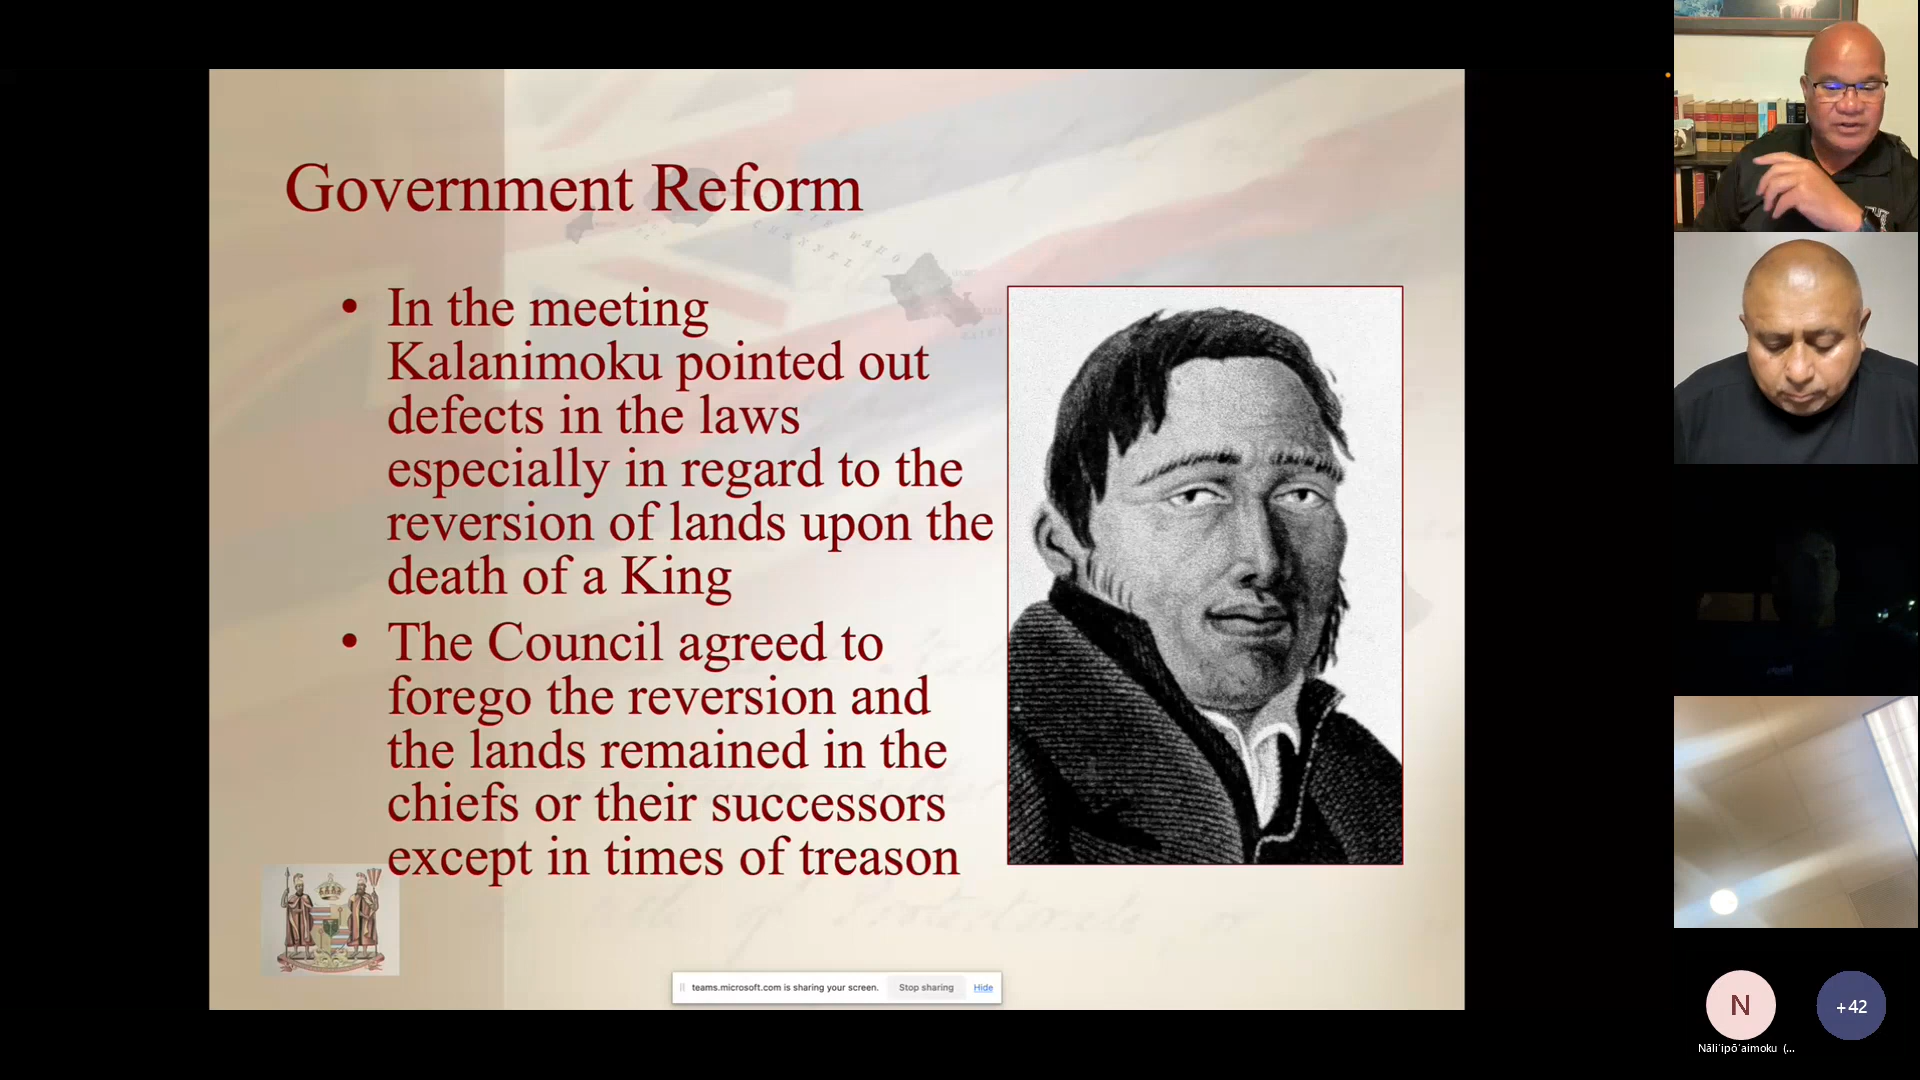 Government Reform
• In the meeting
Kalanimoku pointed out
defects in the laws
especially in regard to the
reversion of lands upon the
death of a King
• The Council agreed to
forego the reversion and
the lands remained in the
chiefs or their successors
except in times of treason
teams.microsoft.com is sharing your screen. Stop sharing Hide
N
+42
Nāliʻipōʻaimoku (...